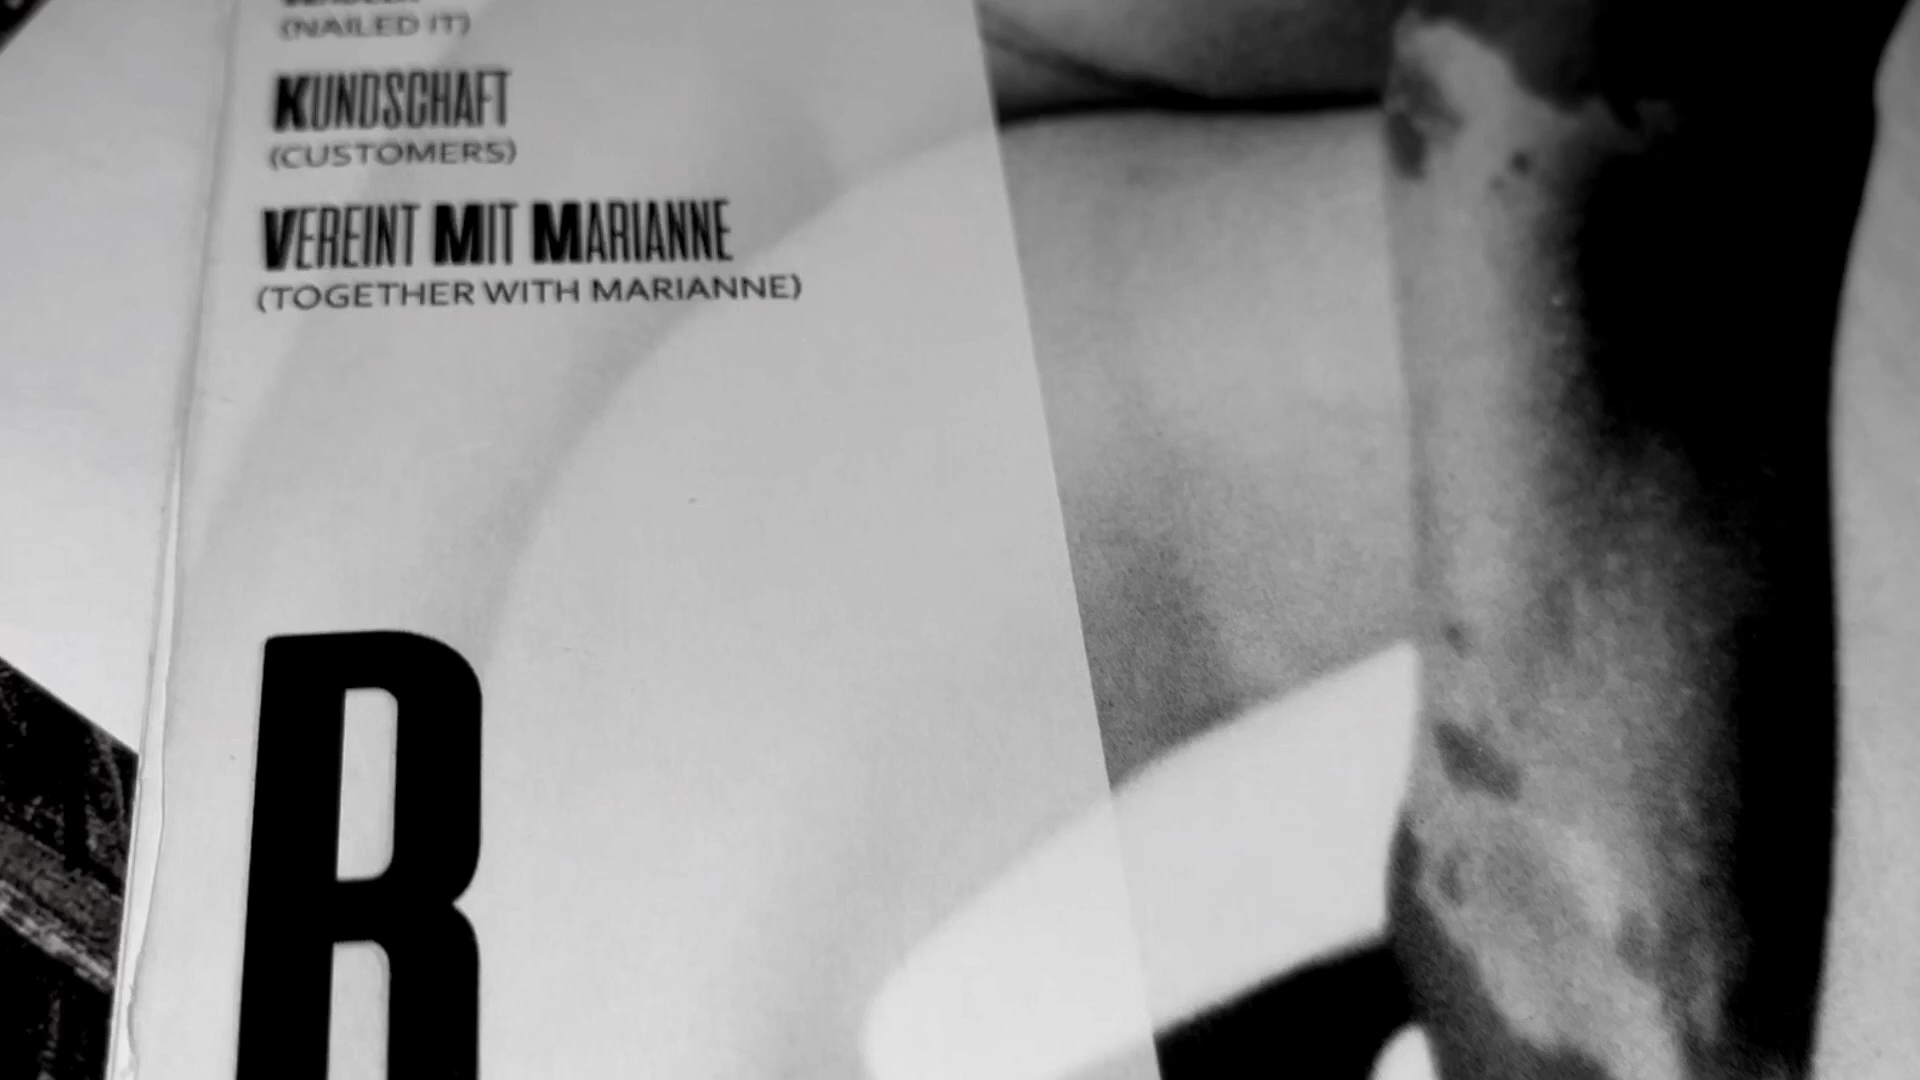 (NAILED IT)
KUNDSCHAFT
(CUSTOMERS)
VEREINT MIT MARIANNE
(TOGETHER WITH MARIANNE)
R